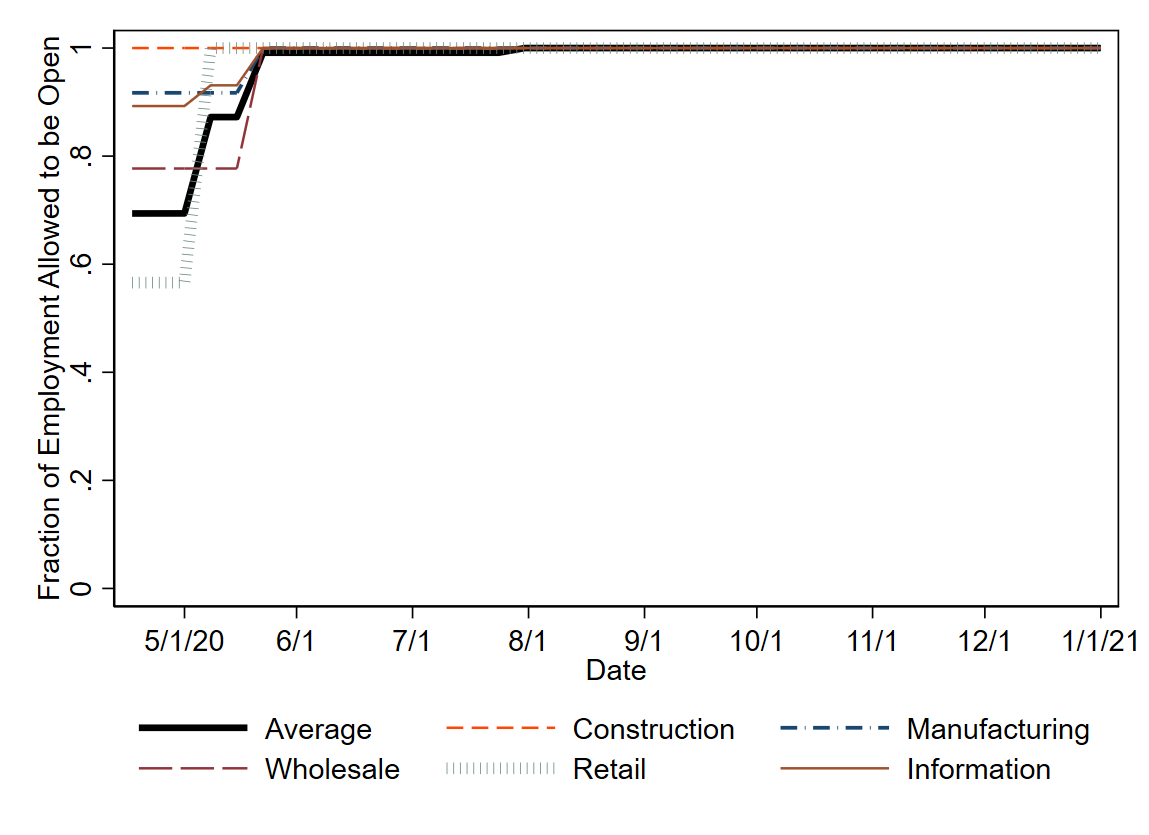 Fraction of Employment Allowed to be Open
1
.8
.6
.4
.2
0
5/1/20 6/1 7/1 8/1 9/1 10/1 11/1 12/1 1/1/21
Date
Average Construction Manufacturing
Wholesale Retail Information